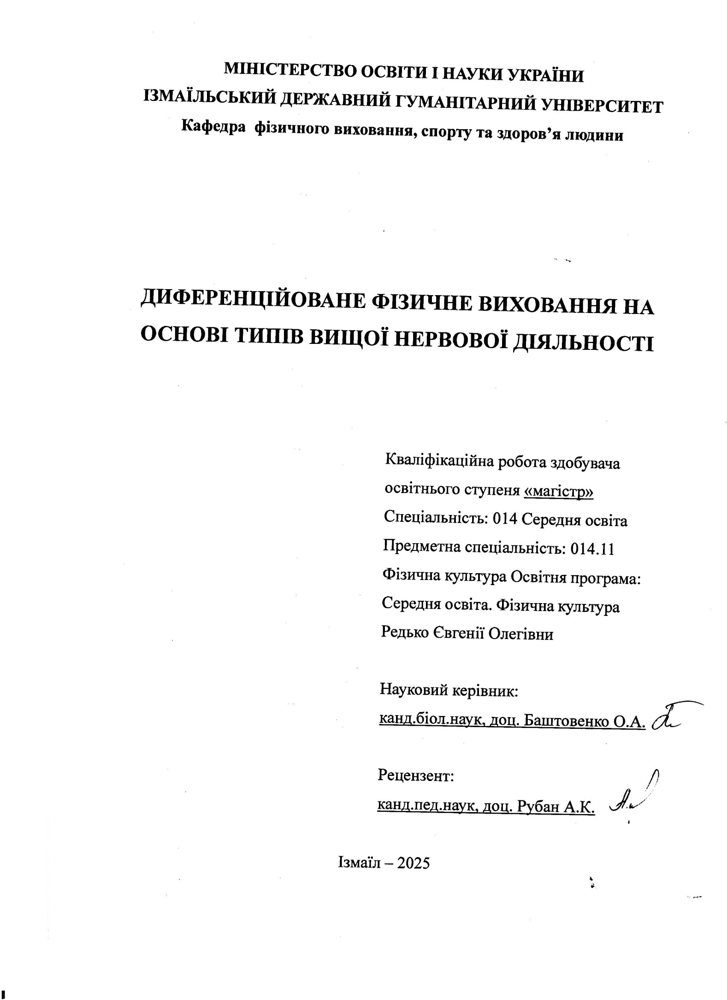 МІНІСТЕРСТВО ОСВІТИ І НАУКИ УКРАЇНИ
ІЗМАЇЛЬСЬКИЙ ДЕРЖАВНИЙ ГУМАНІТАРНИЙ УНІВЕРСИТЕТ
Кафедра фізичного виховання, спорту та здоров’я людини
ДИФЕРЕНЦІЙОВАНЕ ФІЗИЧНЕ ВИХОВАННЯ НА
ОСНОВІ ТИПІВ ВИЩОЇ НЕРВОВОЇ ДІЯЛЬНОСТІ
Кваліфікаційна робота здобувача
освітнього ступеня «магістр»
Спеціальність: 014 Середня освіта
Предметна спеціальність: 014.11
Фізична культура Освітня програма:
Середня освіта. Фізична культура
Редько Євгенії Олегівни
Науковий керівник:
канд.біол.наук, доц. Баштовенко О.А.
Рецензент:
канд.пед.наук, доц. Рубан А.К.
Ізмаїл – 2025